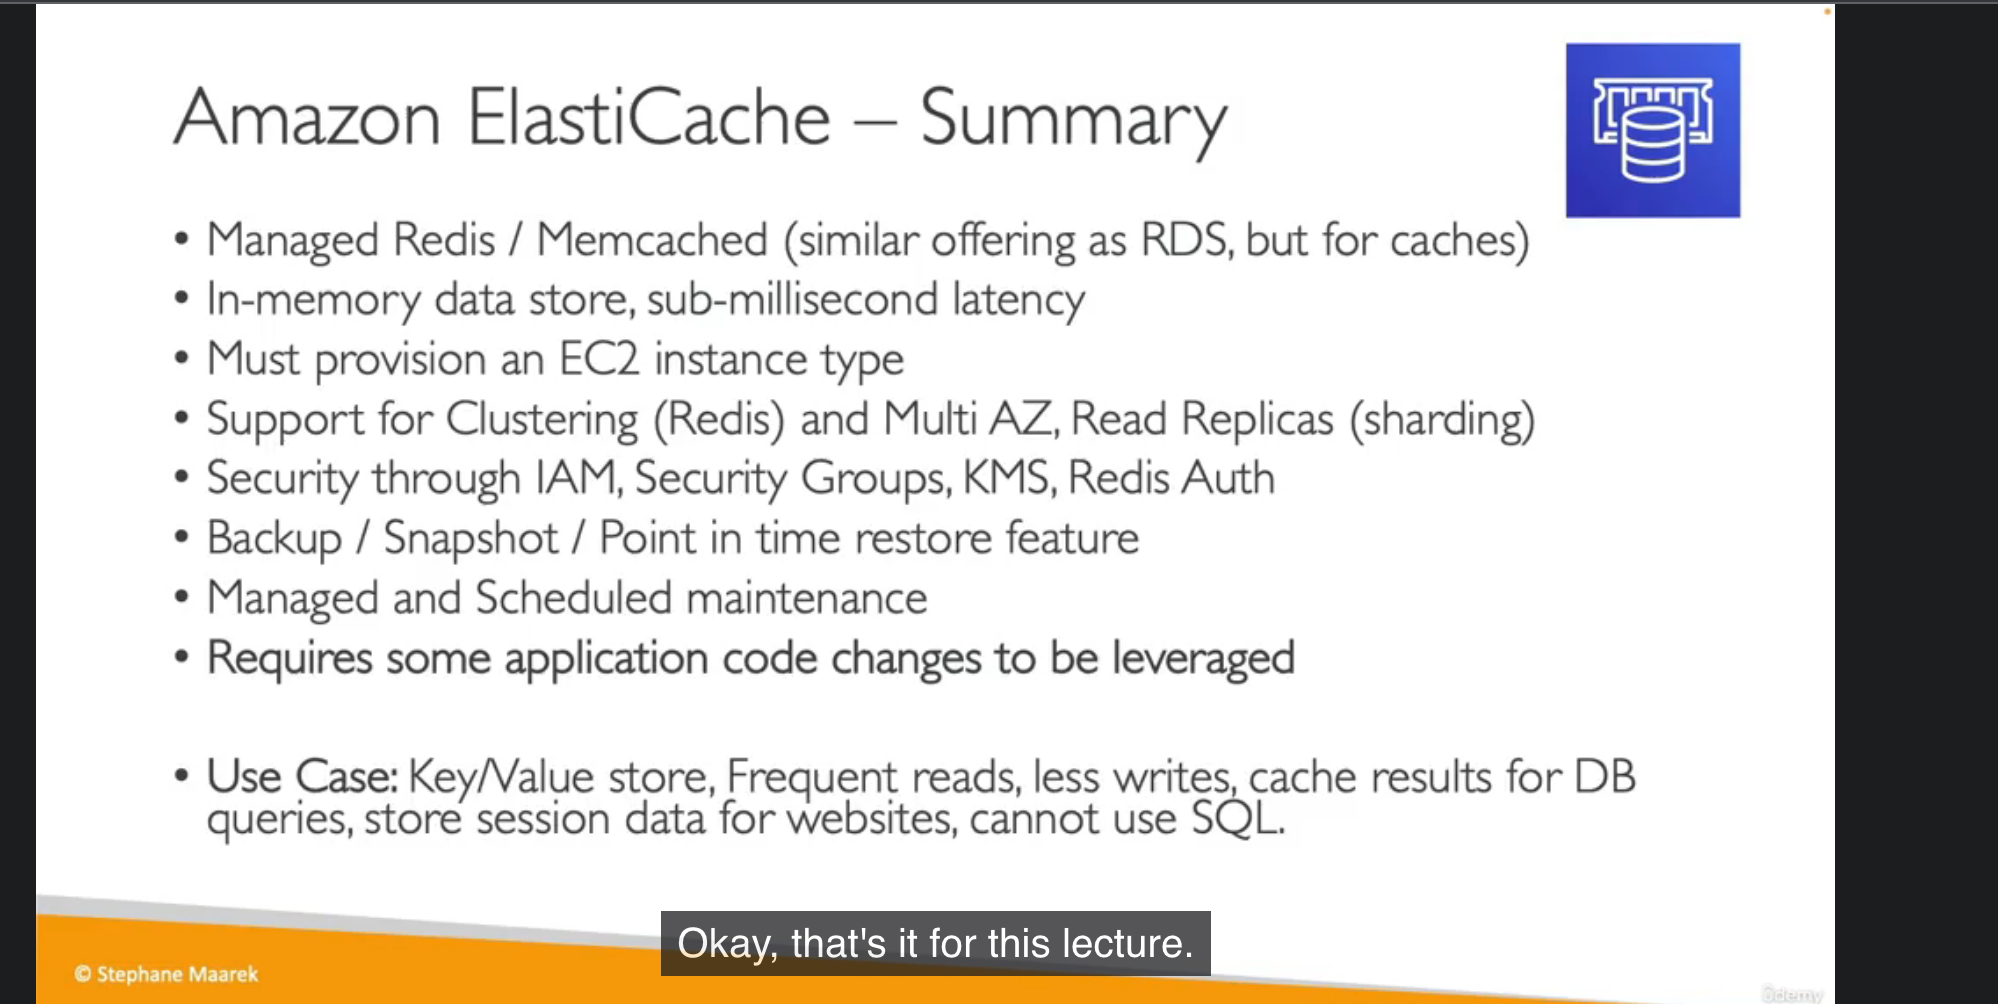 Amazon ElastiCache – Summary
• Managed Redis / Memcached (similar offering as RDS, but for caches)
• In-memory data store, sub-millisecond latency
• Must provision an EC2 instance type
• Support for Clustering (Redis) and Multi AZ, Read Replicas (sharding)
• Security through IAM, Security Groups, KMS, Redis Auth
• Backup / Snapshot / Point in time restore feature
• Managed and Scheduled maintenance
• Requires some application code changes to be leveraged
• Use Case: Key/Value store, Frequent reads, less writes, cache results for DB
queries, store session data for websites, cannot use SQL.
Okay, that's it for this lecture.
© Stephane Maarek
ûdemy